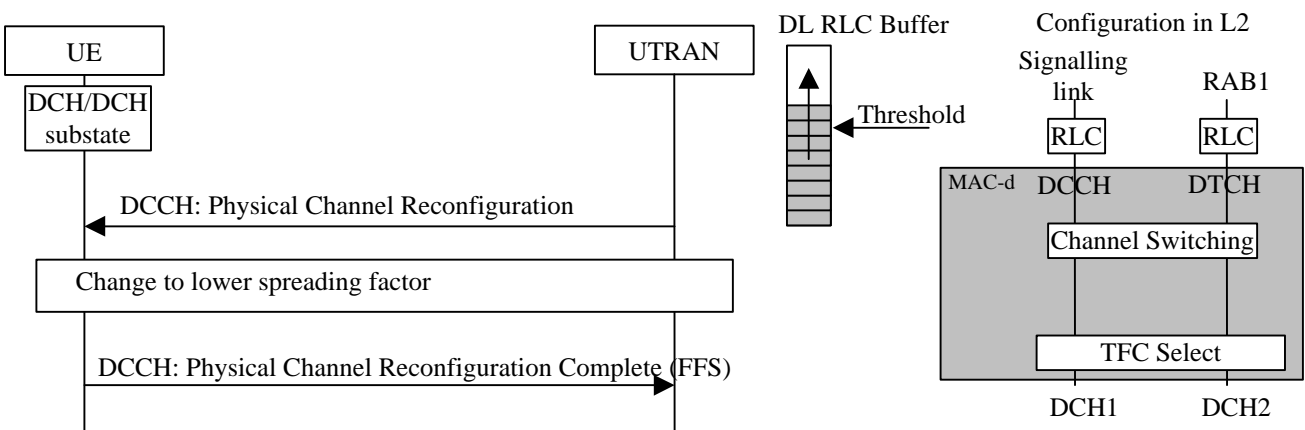 UE
UTRAN
DCH/DCH
substate
DCCH: Physical Channel Reconfiguration
Change to lower spreading factor
DCCH: Physical Channel Reconfiguration Complete (FFS)
DL RLC Buffer
Threshold
Configuration in L2
Signalling
link
RAB1
RLC
RLC
MAC-d
DCCH
DTCH
Channel Switching
TFC Select
DCH1
DCH2